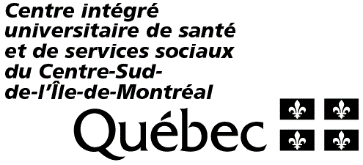 Centre intégré
universitaire de santé
et de services sociaux
du Centre-Sud-
de-l'Île-de-Montréal
Québec